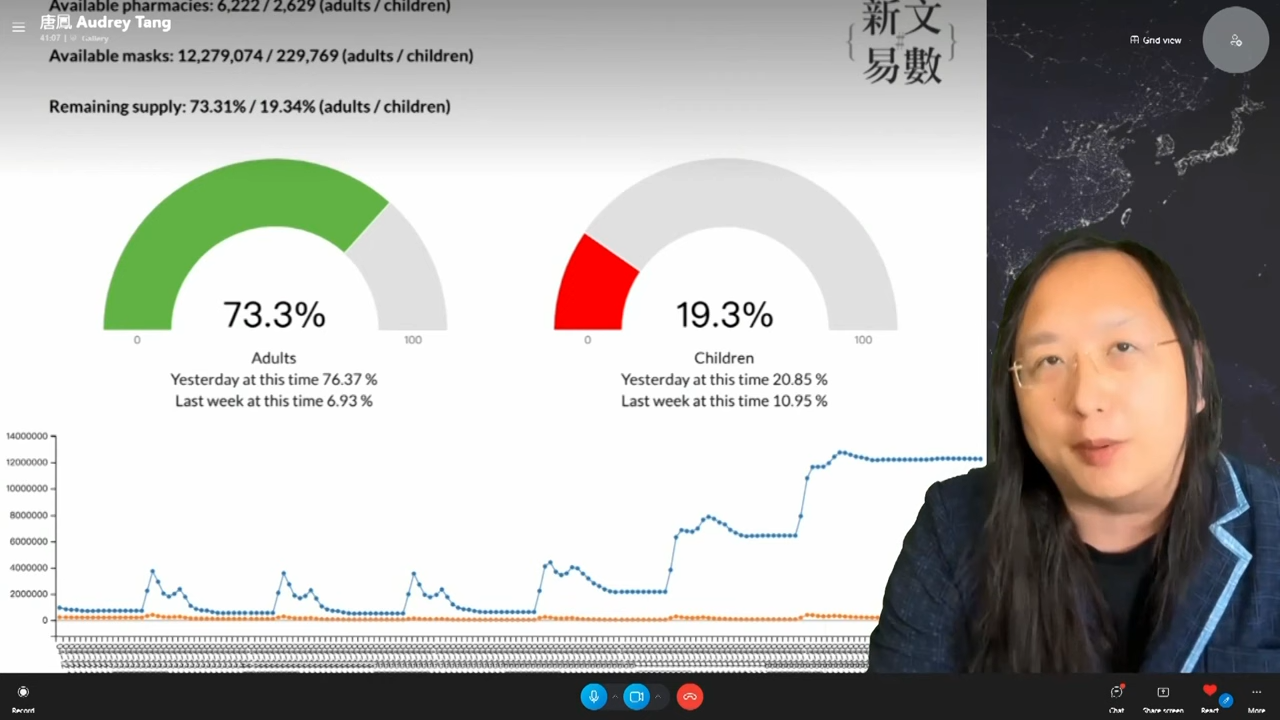 Available pharmacies: 6,222 / 2,629 (adults / children)
唐鳳 Audrey Tang
41:07 | Gallery
Available masks: 12,279,074 / 229,769 (adults / children)
Remaining supply: 73.31% / 19.34% (adults / children)
新文
易數
Grid view
73.3%
0
100
Adults
Yesterday at this time 76.37 %
Last week at this time 6.93 %
19.3%
0
100
Children
Yesterday at this time 20.85 %
Last week at this time 10.95 %
14000000
12000000
10000000
8000000
6000000
4000000
2000000
0
Record
Chat
Share screen
React
More